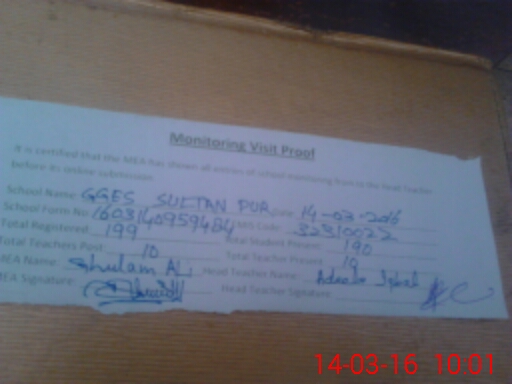 Monitoring Visit Proof
It is certified that the MEA has shown all entries of school monitoring form to the Head Teacher
before its online submission.
School Name: GGES SULTAN PUR Date: 14-03-2016
School Form No: 1603140959484 EMIS Code: 32310022
Total Registered: 199 Total Student Present: 190
Total Teachers Post: 10 Total Teacher Present: 10
MEA Name: Ghulam Ali Head Teacher Name: Iqbal
MEA Signature: Head Teacher Signature
14-03-16 10:01